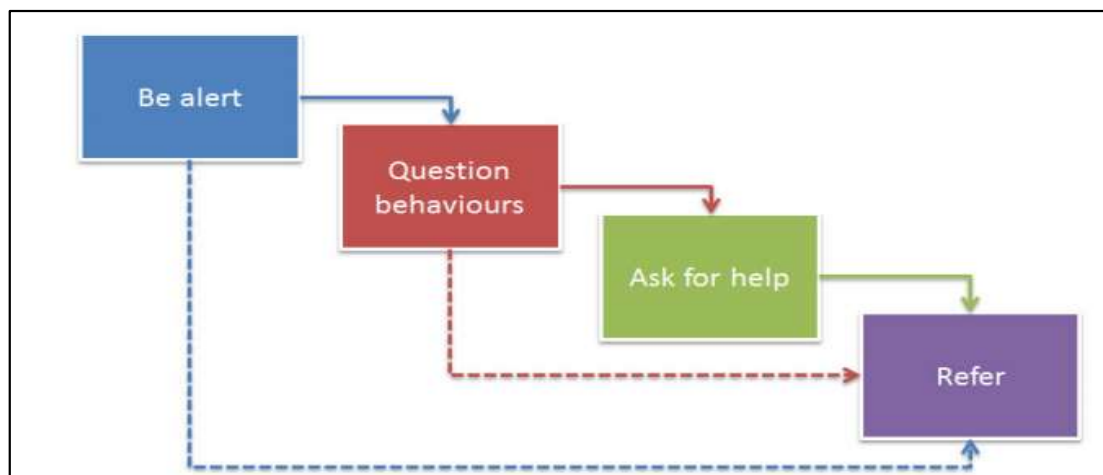 Be alert
Question
behaviours
Ask for help
Refer